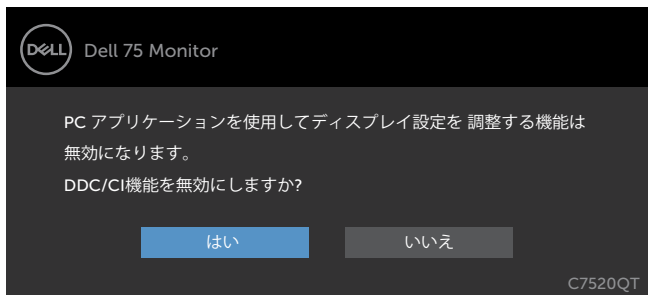 DELL
Dell 75 Monitor
PC アプリケーションを使用してディスプレイ設定を 調整する機能は
無効になります。
DDC/CI機能を無効にしますか?
はい
いいえ
C7520QT